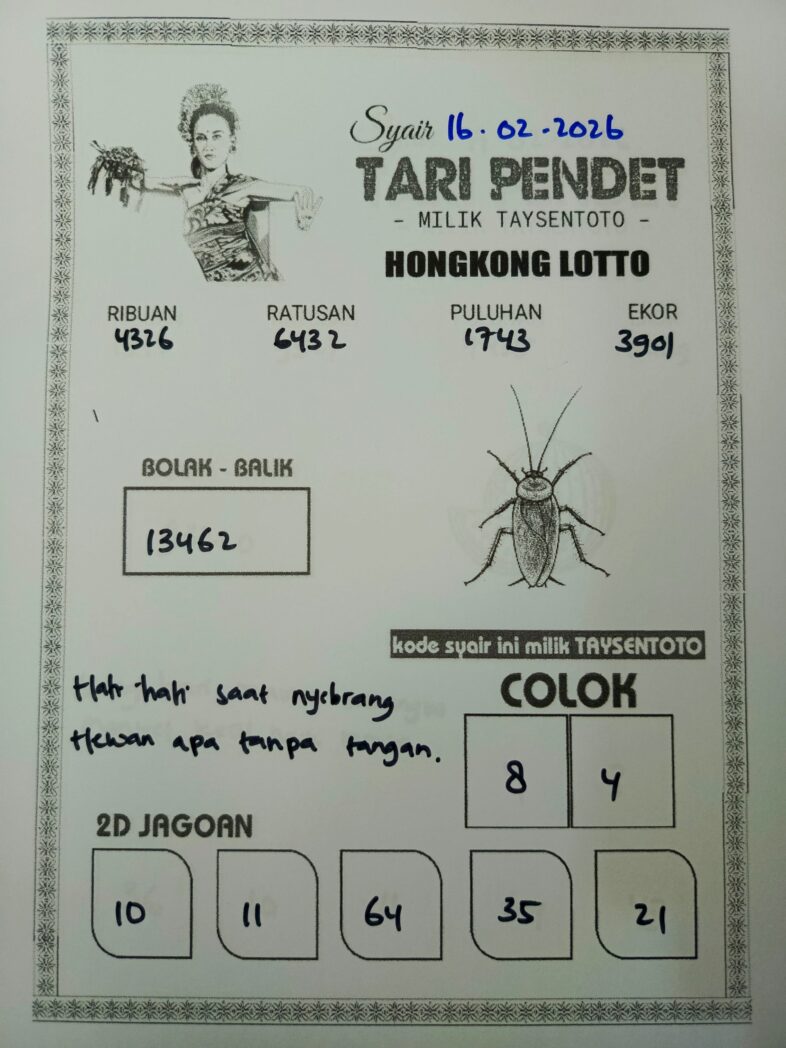 Syair 16-02-2026
TARI PENDET
- MILIK TAYSENTOTO -
HONGKONG LOTTO
RIBUAN RATUSAN PULUHAN EKOR
4326 6432 1743 3901
BOLAK - BALIK
13462
kode syair ini milik TAYSENTOTO
Hati hati saat nyebrang
Hewan apa tanpa tangan.
COLOK
8 4
2D JAGOAN
10 11 64 35 21